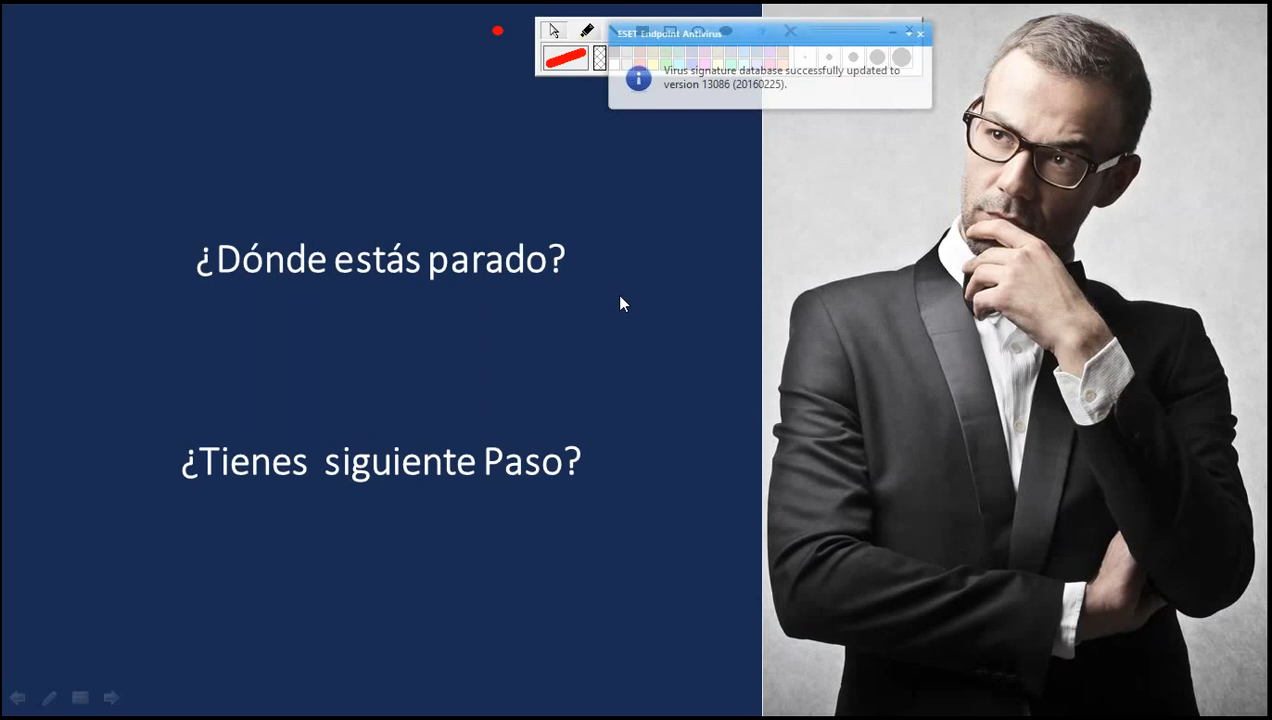 ESET Endpoint Antivirus
Virus signature database successfully updated to
version 13086 (20160225).
¿Dónde estás parado?
¿Tienes siguiente Paso?